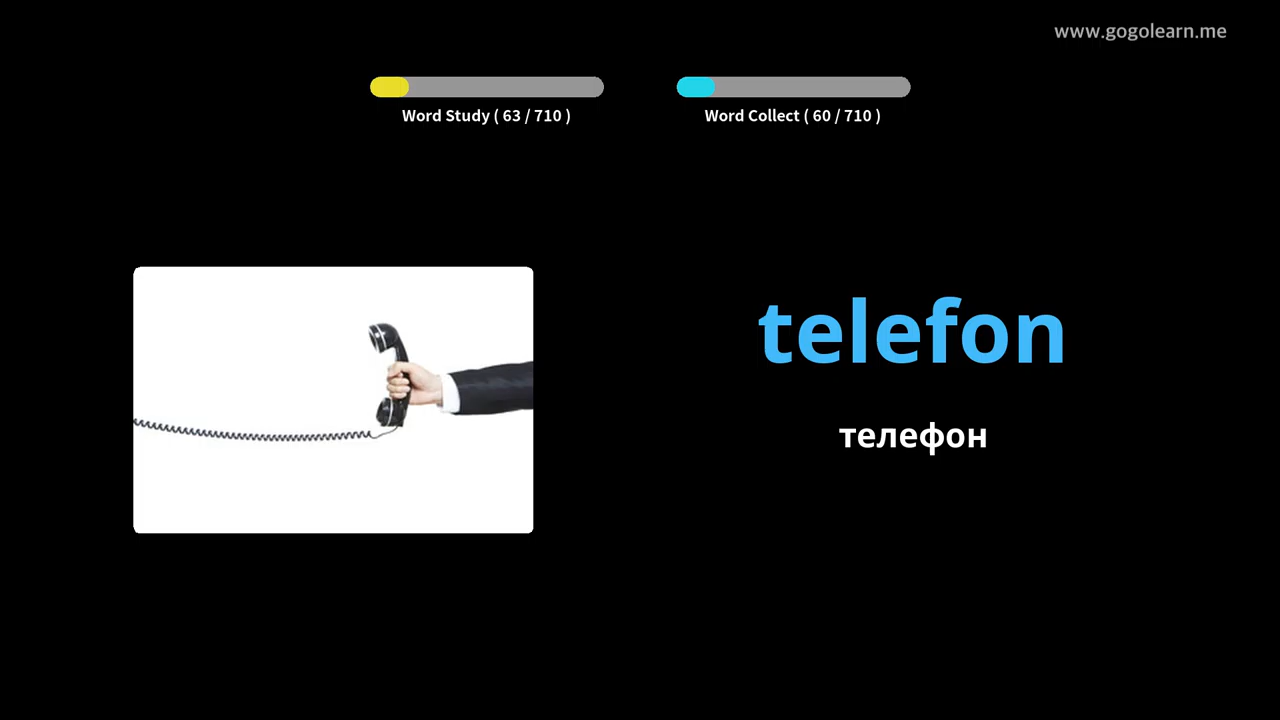 www.gogolearn.me
Word Study ( 63 / 710 )
Word Collect ( 60 / 710 )
telefon
телефон